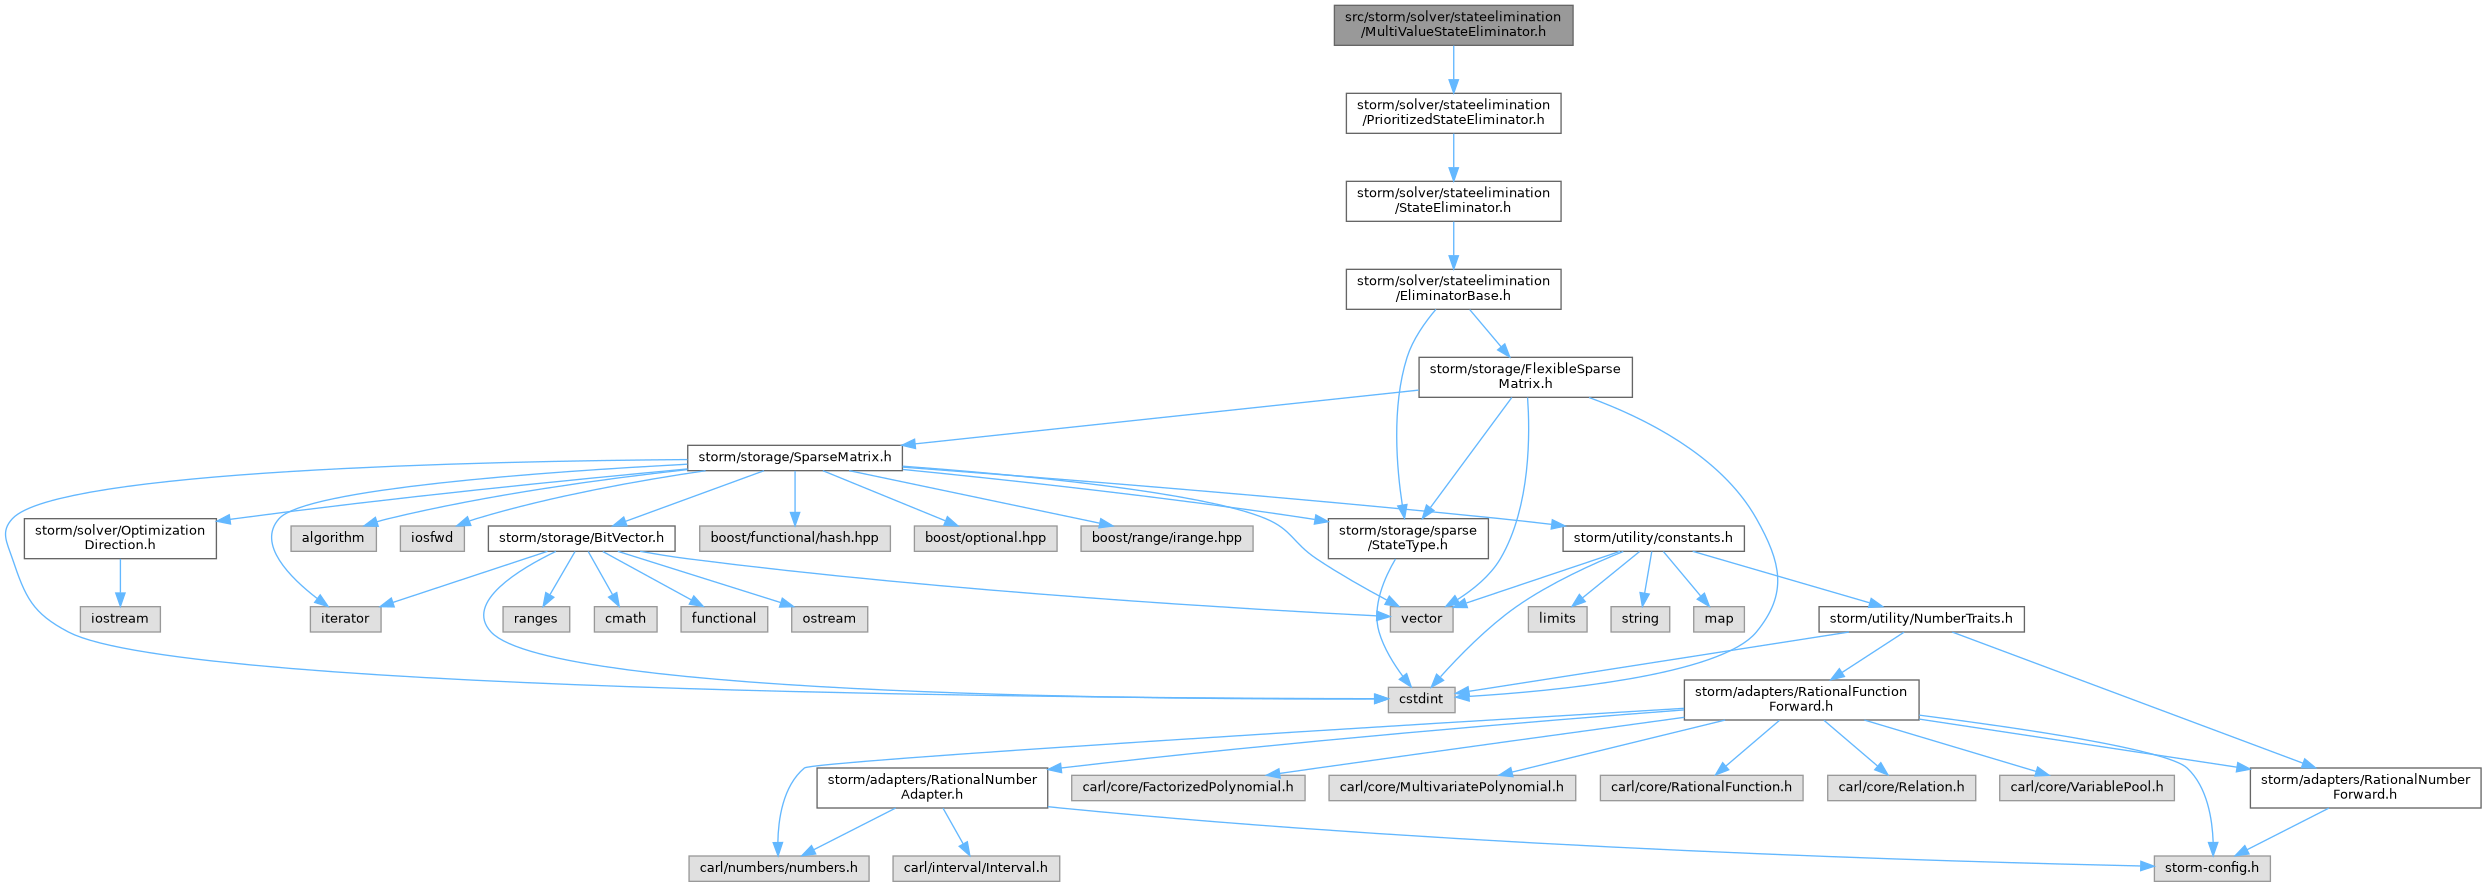 src/storm/solver/stateelimination
/MultiValueStateEliminator.h
storm/solver/stateelimination
/PrioritizedStateEliminator.h
storm/solver/stateelimination
/StateEliminator.h
storm/solver/stateelimination
/EliminatorBase.h
storm/storage/FlexibleSparse
Matrix.h
storm/storage/SparseMatrix.h
storm/solver/Optimization
Direction.h
algorithm
iosfwd
storm/storage/BitVector.h
boost/functional/hash.hpp
boost/optional.hpp
boost/range/irange.hpp
storm/storage/sparse
/StateType.h
storm/utility/constants.h
iostream
iterator
ranges
cmath
functional
ostream
vector
limits
string
map
storm/utility/NumberTraits.h
cstdint
storm/adapters/RationalFunction
Forward.h
storm/adapters/RationalNumber
Adapter.h
carl/core/FactorizedPolynomial.h
carl/core/MultivariatePolynomial.h
carl/core/RationalFunction.h
carl/core/Relation.h
carl/core/VariablePool.h
storm/adapters/RationalNumber
Forward.h
carl/numbers/numbers.h
carl/interval/Interval.h
storm-config.h